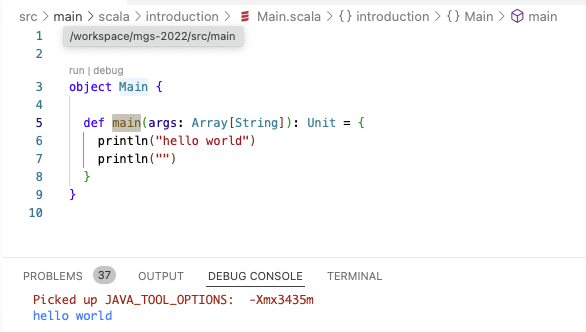 src > main > scala > introduction > Main.scala > {} introduction > {} Main > main
1
/workspace/mgs-2022/src/main
2
run | debug
3 object Main {
4
5 def main(args: Array[String]): Unit = {
6 println("hello world")
7 println("")
8 }
9 }
10
PROBLEMS 37 OUTPUT DEBUG CONSOLE TERMINAL
Picked up JAVA_TOOL_OPTIONS: -Xmx3435m
hello world